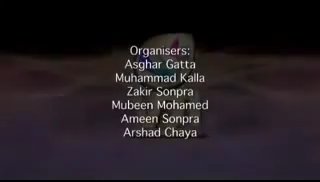 Organisers:
Asghar Gatta
Muhammad Kalla
Zakir Sonpra
Mubeen Mohamed
Ameen Sonpra
Arshad Chaya